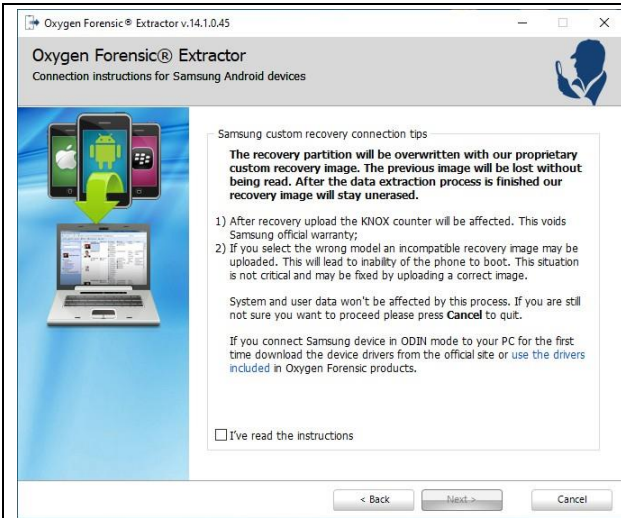 Oxygen Forensic® Extractor v.14.1.0.45
Oxygen Forensic® Extractor
Connection instructions for Samsung Android devices
Samsung custom recovery connection tips
The recovery partition will be overwritten with our proprietary
custom recovery image. The previous image will be lost without
being read. After the data extraction process is finished our
recovery image will stay unerased.
1) After recovery upload the KNOX counter will be affected. This voids
Samsung official warranty;
2) If you select the wrong model an incompatible recovery image may be
uploaded. This will lead to inability of the phone to boot. This situation
is not critical and may be fixed by uploading a correct image.
System and user data won't be affected by this process. If you are still
not sure you want to proceed please press Cancel to quit.
If you connect Samsung device in ODIN mode to your PC for the first
time download the device drivers from the official site or use the drivers
included in Oxygen Forensic products.
I've read the instructions
< Back
Next >
Cancel